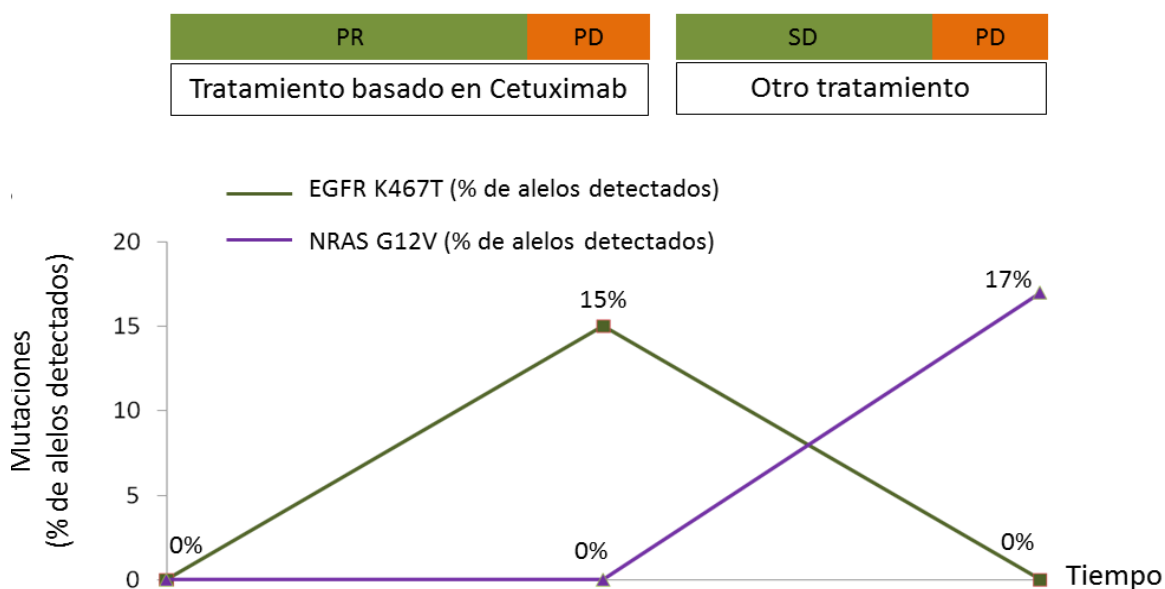 PR PD SD PD
Tratamiento basado en Cetuximab Otro tratamiento
EGFR K467T (% de alelos detectados)
NRAS G12V (% de alelos detectados)
Mutaciones
(% de alelos detectados)
20
15
10
5
0
0%
15%
0%
17%
0%
Tiempo